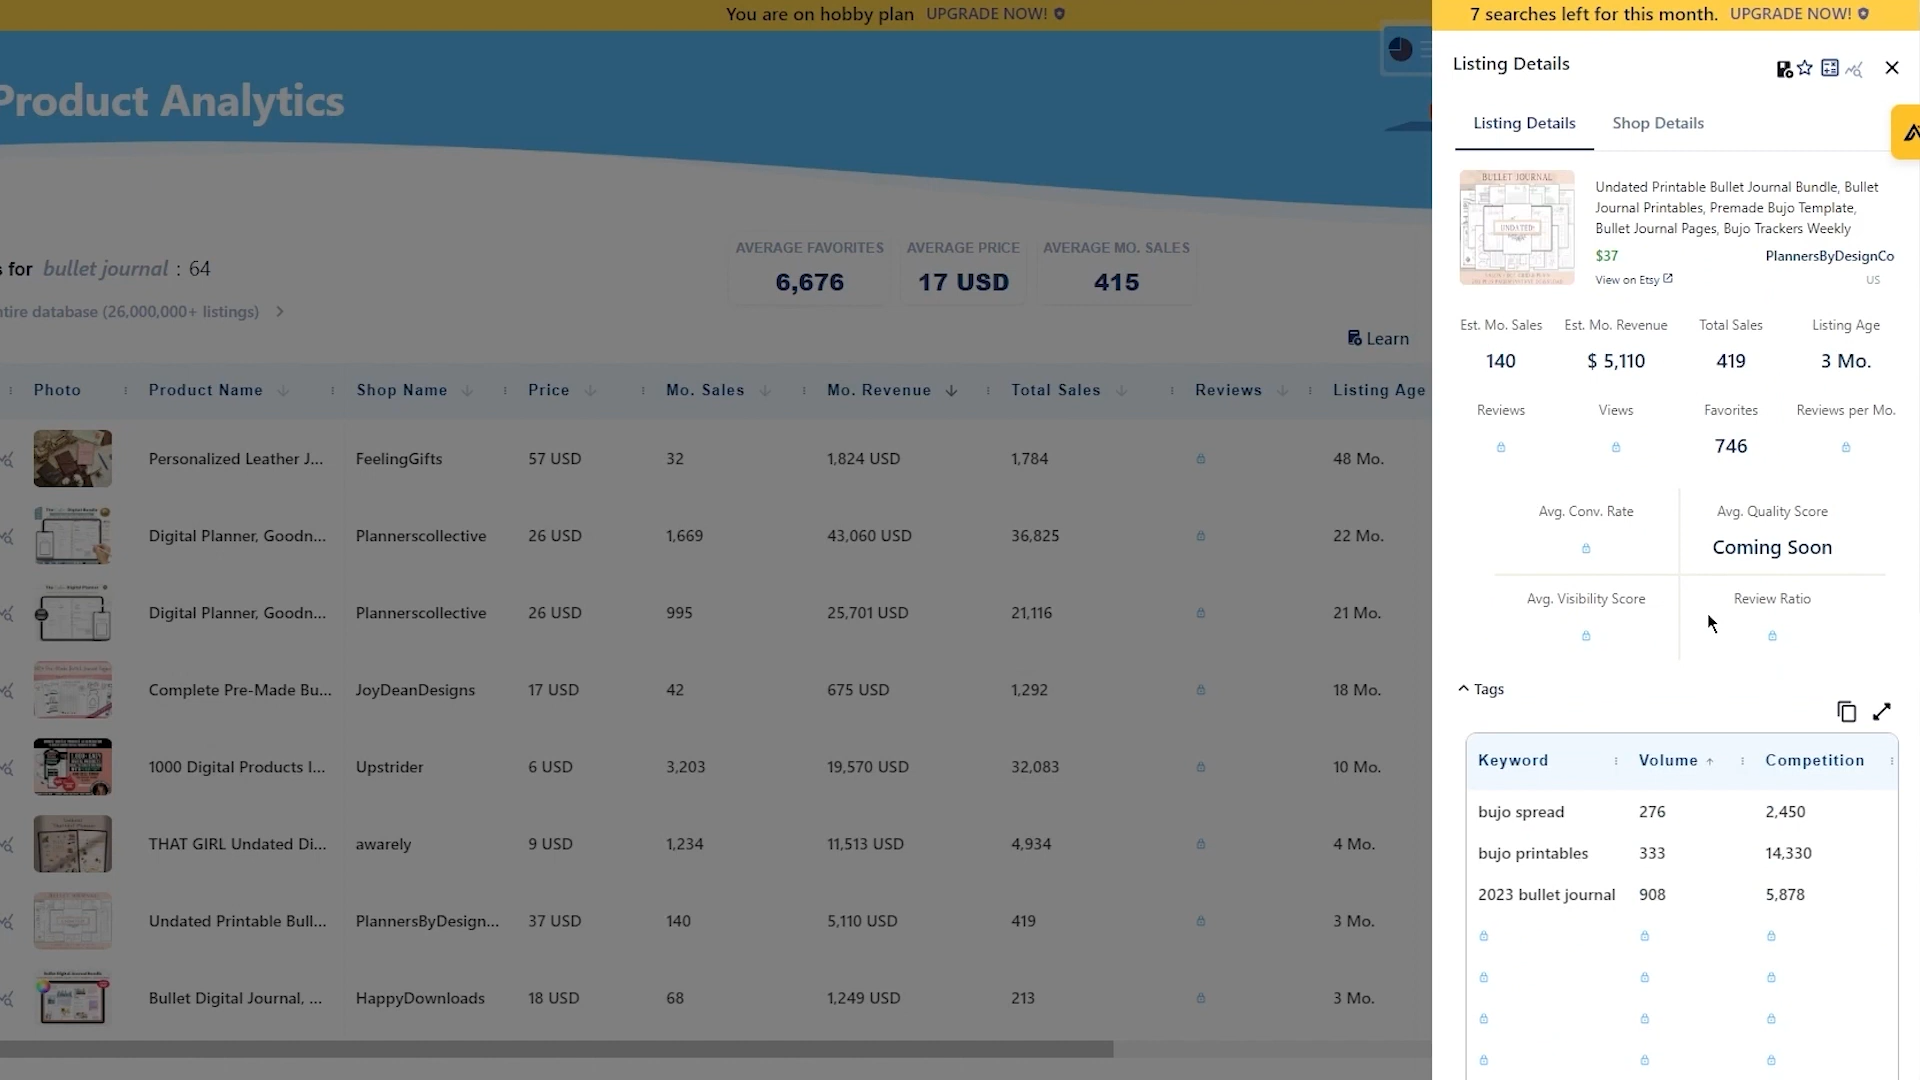 You are on hobby plan UPGRADE NOW!
7 searches left for this month. UPGRADE NOW!
Product Analytics
s for bullet journal : 64
ntire database (26,000,000+ listings)
AVERAGE FAVORITES AVERAGE PRICE AVERAGE MO. SALES
6,676 17 USD 415
Learn
Photo Product Name Shop Name Price Mo. Sales Mo. Revenue Total Sales Reviews Listing Age
Personalized Leather J... FeelingGifts 57 USD 32 1,824 USD 1,784 48 Mo.
Digital Planner, Goodn... Plannerscollective 26 USD 1,669 43,060 USD 36,825 22 Mo.
Digital Planner, Goodn... Plannerscollective 26 USD 995 25,701 USD 21,116 21 Mo.
Complete Pre-Made Bu... JoyDeanDesigns 17 USD 42 675 USD 1,292 18 Mo.
1000 Digital Products I... Upstrider 6 USD 3,203 19,570 USD 32,083 10 Mo.
THAT GIRL Undated Di... awarely 9 USD 1,234 11,513 USD 4,934 4 Mo.
Undated Printable Bull... PlannersByDesign... 37 USD 140 5,110 USD 419 3 Mo.
Bullet Digital Journal, ... HappyDownloads 18 USD 68 1,249 USD 213 3 Mo.
Listing Details
Listing Details Shop Details
BULLET JOURNAL
UNDATED
Undated Printable Bullet Journal Bundle, Bullet
Journal Printables, Premade Bujo Template,
Bullet Journal Pages, Bujo Trackers Weekly
$37 PlannersByDesignCo
View on Etsy US
Est. Mo. Sales Est. Mo. Revenue Total Sales Listing Age
140 $ 5,110 419 3 Mo.
Reviews Views Favorites Reviews per Mo.
746
Avg. Conv. Rate Avg. Quality Score
Coming Soon
Avg. Visibility Score Review Ratio
Tags
Keyword Volume Competition
bujo spread 276 2,450
bujo printables 333 14,330
2023 bullet journal 908 5,878